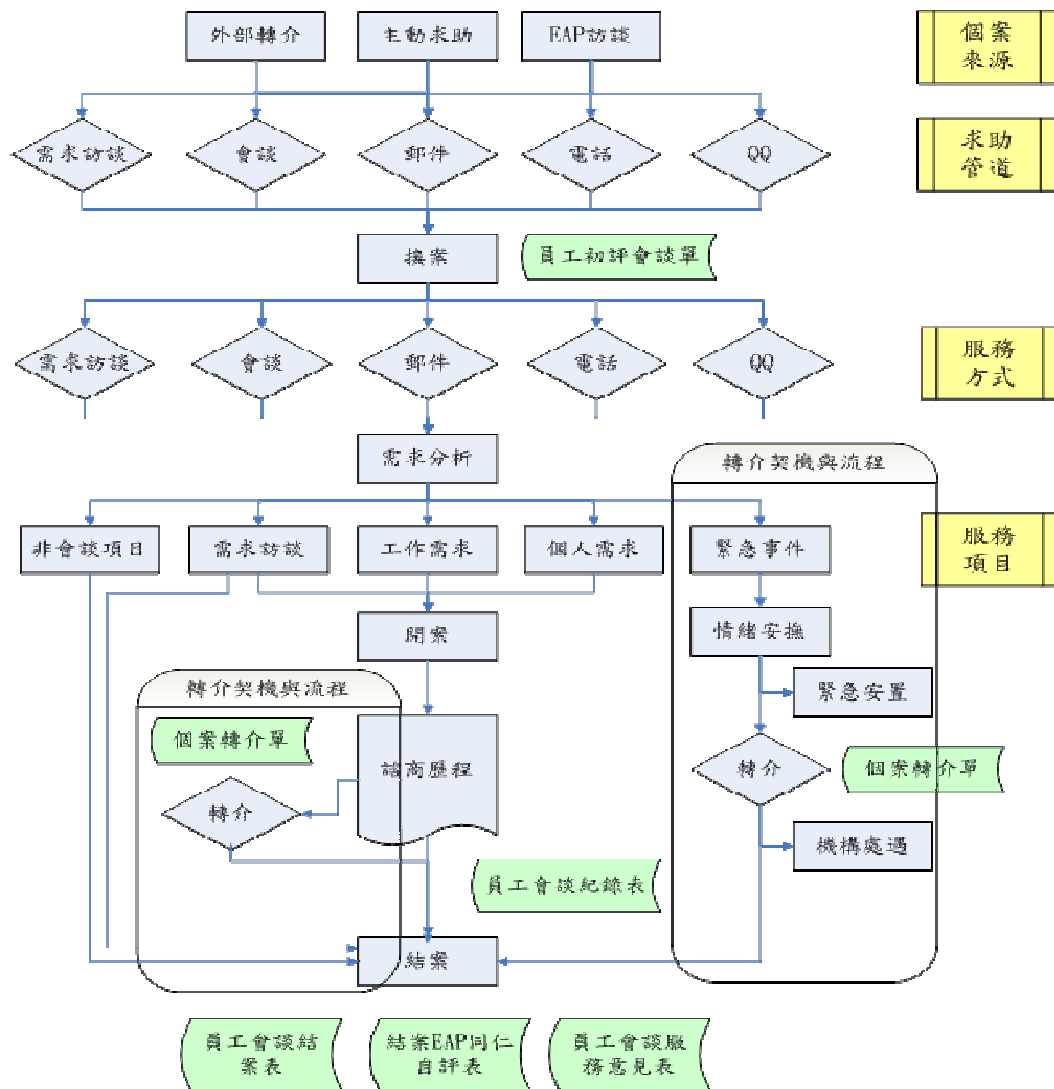 外部轉介
主動求助
EAP訪談
個案
來源
需求訪談
會談
郵件
電話
QQ
求助
管道
接案
員工初評會談單
需求訪談
會談
郵件
電話
QQ
服務
方式
需求分析
轉介契機與流程
非會談項目
需求訪談
工作需求
個人需求
緊急事件
服務
項目
開案
情緒安撫
轉介契機與流程
緊急安置
個案轉介單
諮商歷程
轉介
個案轉介單
轉介
機構處遇
員工會談紀錄表
結案
員工會談結
案表
結案EAP同仁
自評表
員工會談服
務意見表